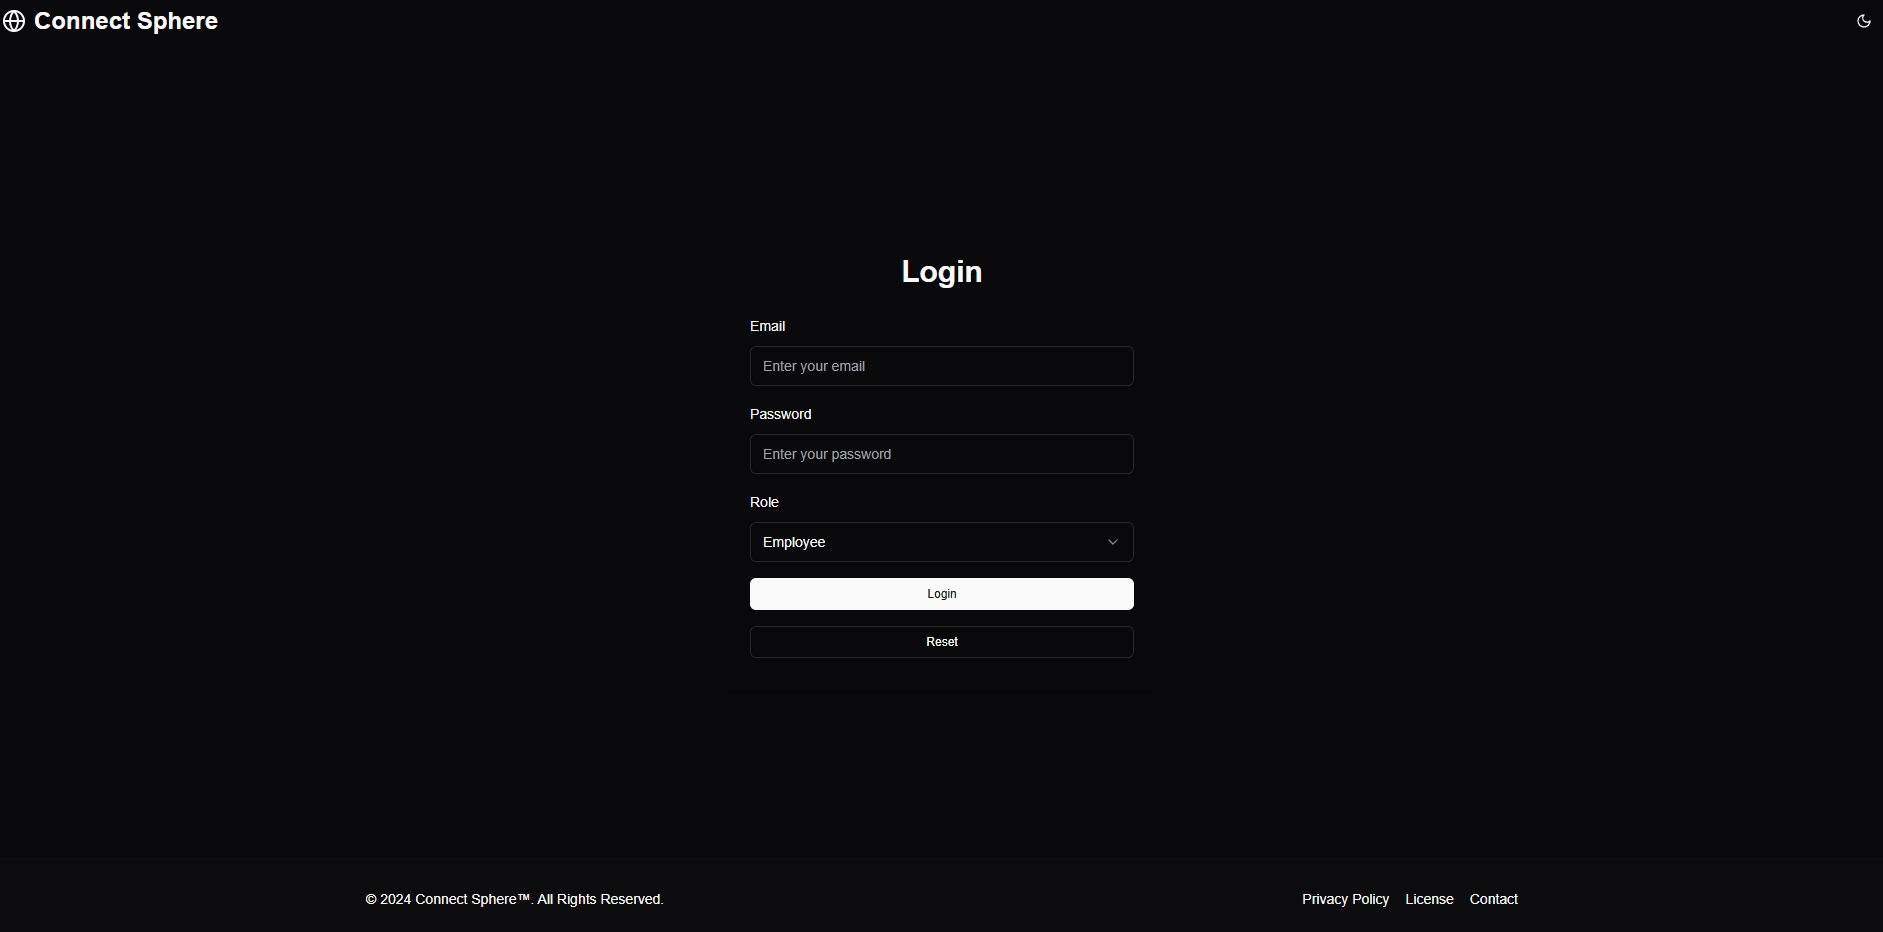 Connect Sphere
Login
Email
Enter your email
Password
Enter your password
Role
Employee
Login
Reset
© 2024 Connect Sphere™. All Rights Reserved.
Privacy Policy License Contact